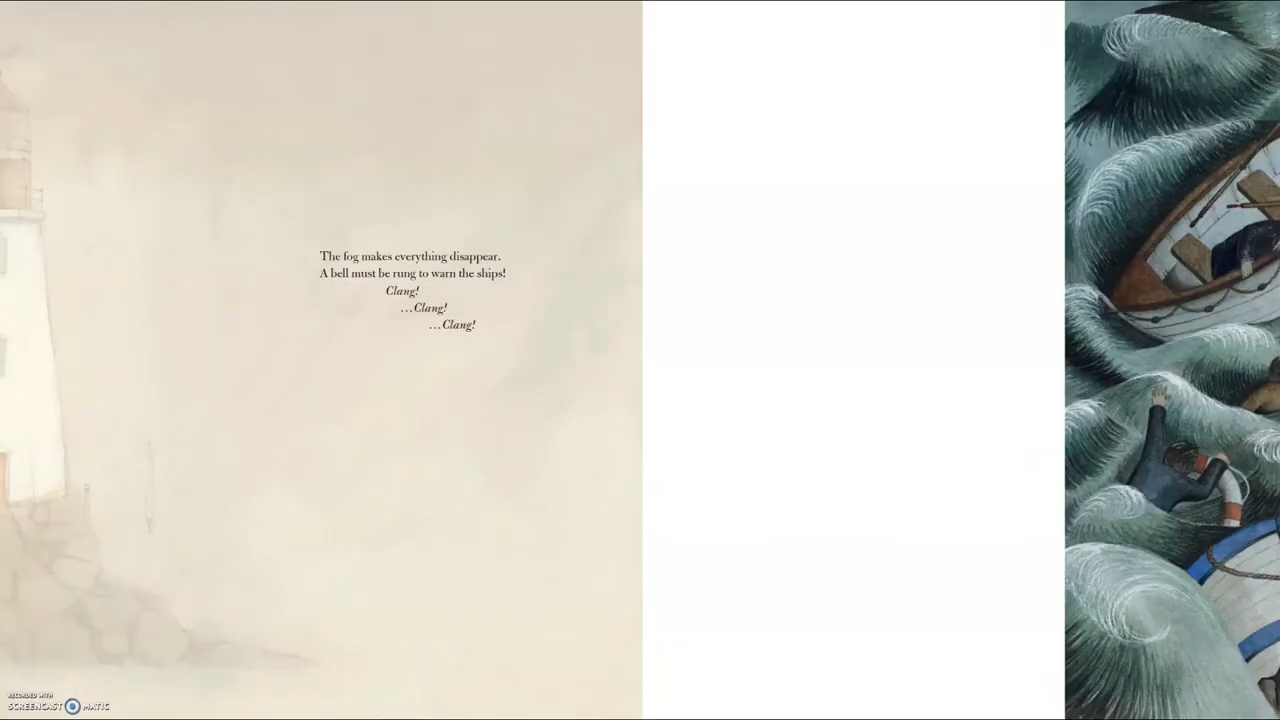 The fog makes everything disappear.
A bell must be rung to warn the ships!
Clang!
...Clang!
...Clang!
RECORDED WITH
SCREENCAST MATIC